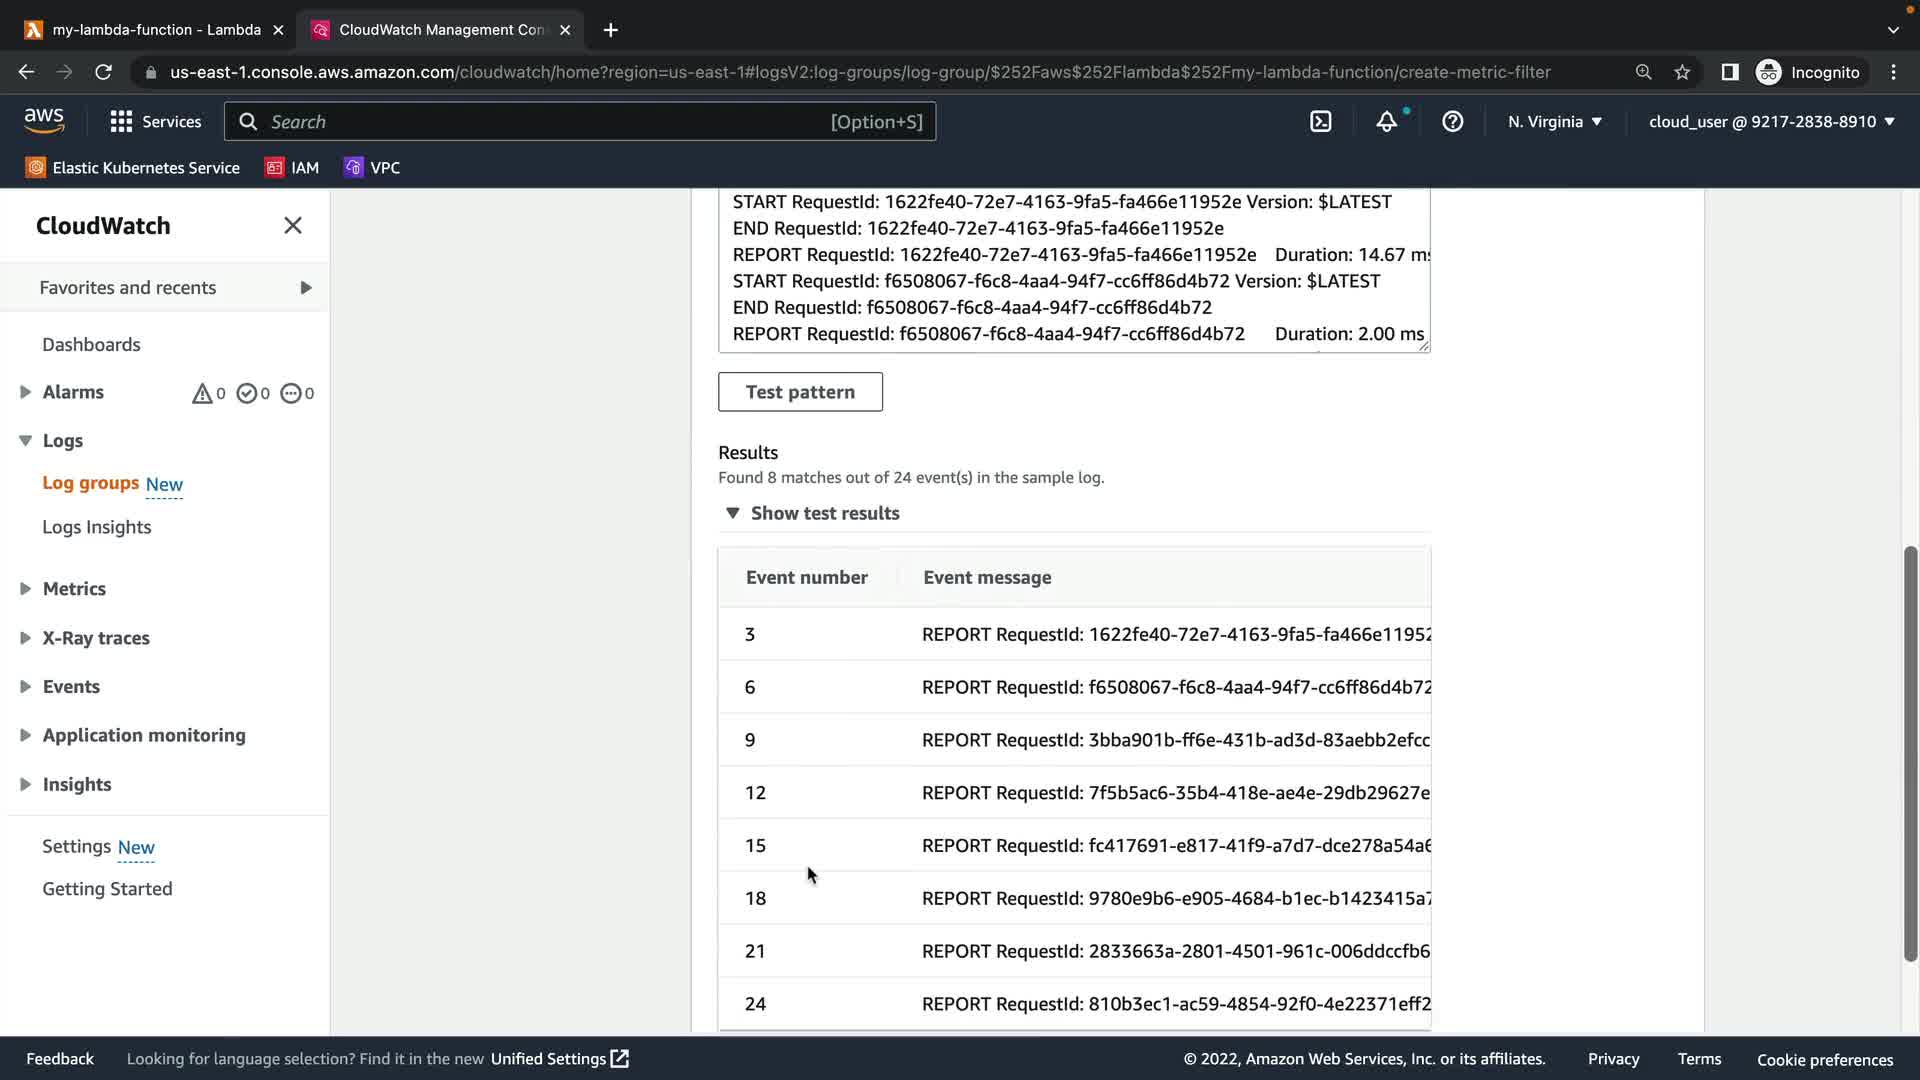 my-lambda-function - Lambda
CloudWatch Management Con
us-east-1.console.aws.amazon.com/cloudwatch/home?region=us-east-1#logsV2:log-groups/log-group/$252Faws$252Flambda$252Fmy-lambda-function/create-metric-filter
Incognito
aws
Services
Search
[Option+S]
N. Virginia
cloud_user @ 9217-2838-8910
Elastic Kubernetes Service
IAM
VPC
CloudWatch
Favorites and recents
Dashboards
Alarms 0 0 0
Logs
Log groups New
Logs Insights
Metrics
X-Ray traces
Events
Application monitoring
Insights
Settings New
Getting Started
START RequestId: 1622fe40-72e7-4163-9fa5-fa466e11952e Version: $LATEST
END RequestId: 1622fe40-72e7-4163-9fa5-fa466e11952e
REPORT RequestId: 1622fe40-72e7-4163-9fa5-fa466e11952e Duration: 14.67 ms
START RequestId: f6508067-f6c8-4aa4-94f7-cc6ff86d4b72 Version: $LATEST
END RequestId: f6508067-f6c8-4aa4-94f7-cc6ff86d4b72
REPORT RequestId: f6508067-f6c8-4aa4-94f7-cc6ff86d4b72 Duration: 2.00 ms
Test pattern
Results
Found 8 matches out of 24 event(s) in the sample log.
Show test results
Event number Event message
3 REPORT RequestId: 1622fe40-72e7-4163-9fa5-fa466e11952
6 REPORT RequestId: f6508067-f6c8-4aa4-94f7-cc6ff86d4b72
9 REPORT RequestId: 3bba901b-ff6e-431b-ad3d-83aebb2efcc
12 REPORT RequestId: 7f5b5ac6-35b4-418e-ae4e-29db29627e
15 REPORT RequestId: fc417691-e817-41f9-a7d7-dce278a54a6
18 REPORT RequestId: 9780e9b6-e905-4684-b1ec-b1423415a7
21 REPORT RequestId: 2833663a-2801-4501-961c-006ddccfb6
24 REPORT RequestId: 810b3ec1-ac59-4854-92f0-4e22371eff2
Feedback
Looking for language selection? Find it in the new Unified Settings
© 2022, Amazon Web Services, Inc. or its affiliates.
Privacy
Terms
Cookie preferences